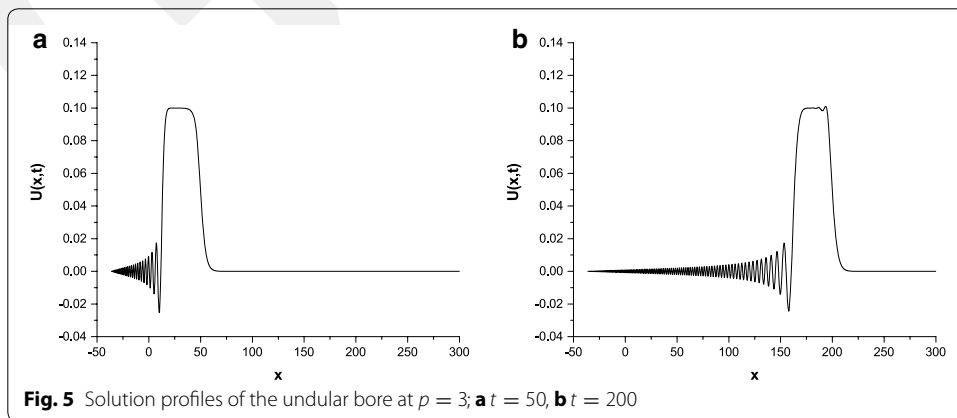 a
0.14
0.12
0.10
0.08
0.06
0.04
0.02
0.00
-0.02
-0.04
U(x,t)
-50 0 50 100 150 200 250 300
x
b
0.14
0.12
0.10
0.08
0.06
0.04
0.02
0.00
-0.02
-0.04
U(x,t)
-50 0 50 100 150 200 250 300
x
Fig. 5 Solution profiles of the undular bore at p = 3; a t = 50, b t = 200